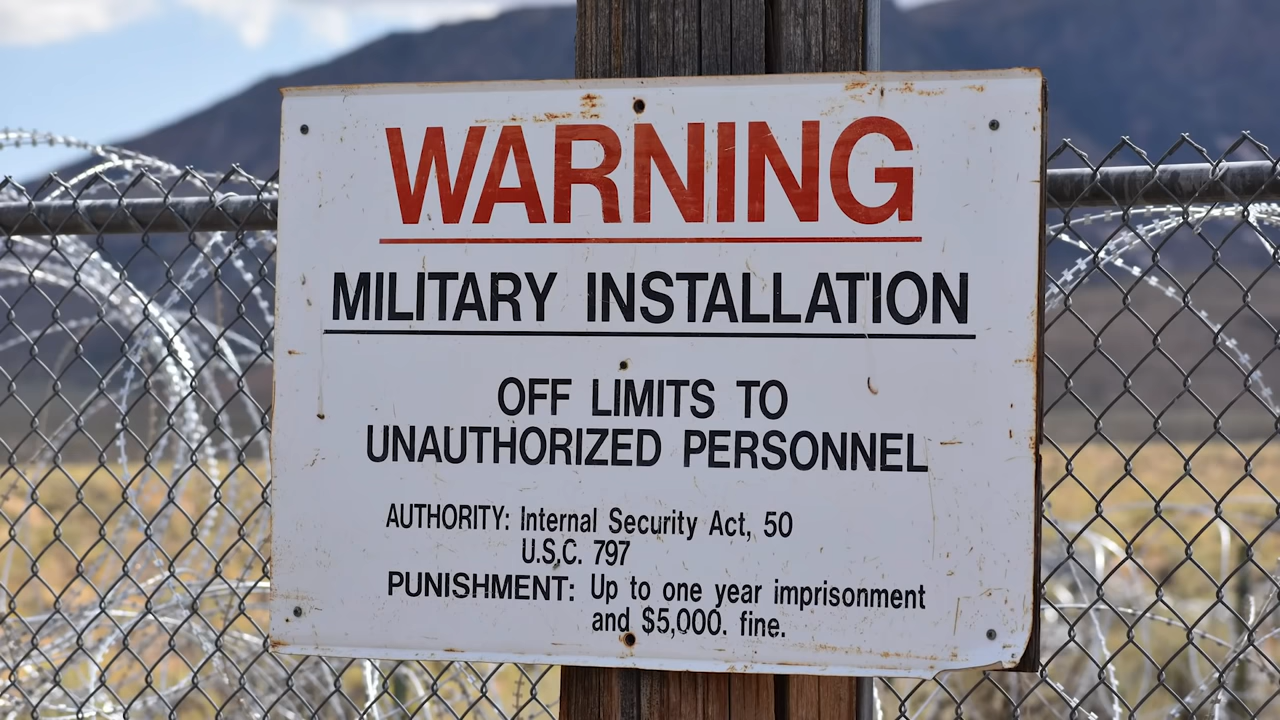 WARNING
MILITARY INSTALLATION
OFF LIMITS TO
UNAUTHORIZED PERSONNEL
AUTHORITY: Internal Security Act, 50
U.S.C. 797
PUNISHMENT: Up to one year imprisonment
and $5,000. fine.